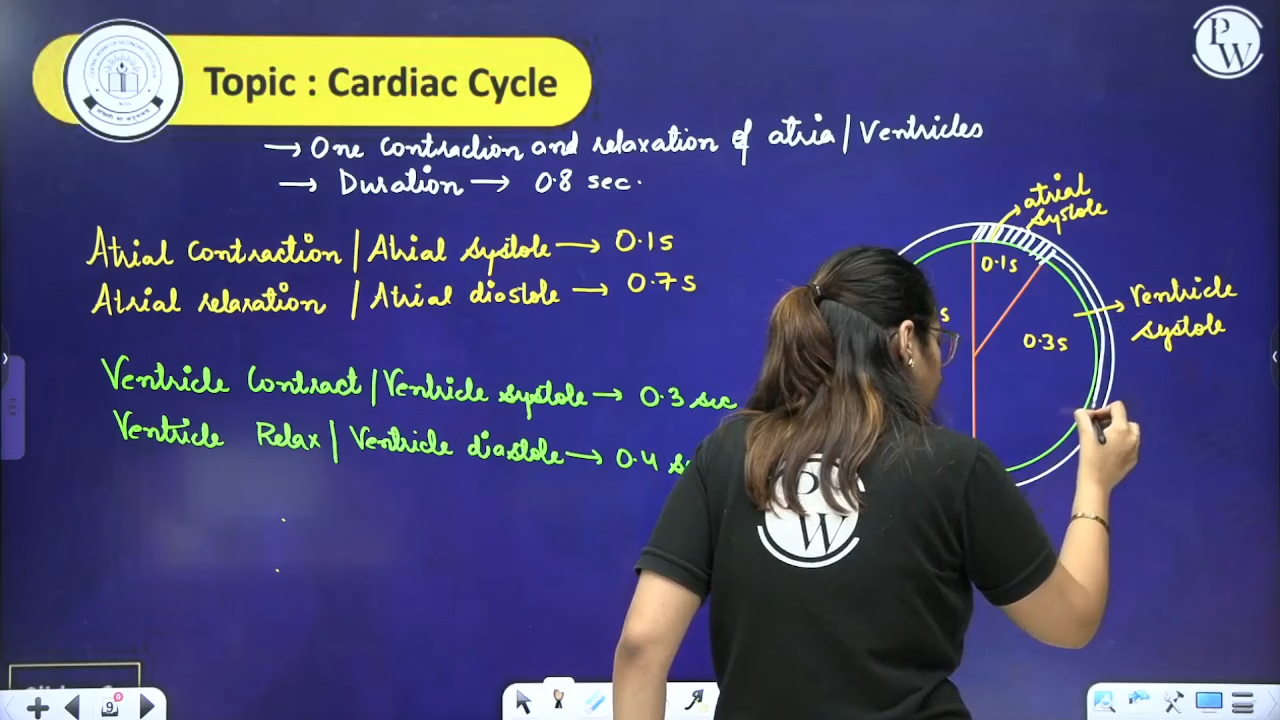 Topic : Cardiac Cycle
P
W
→ One contraction and relaxation of atria / Ventricles
→ Duration → 0.8 sec.
Atrial contraction / Atrial systole → 0.1s
Atrial relaxation / Atrial diastole → 0.7s
Ventricle Contract / Ventricle systole → 0.3 sec
Ventricle Relax / Ventricle diastole → 0.4
atrial
systole
0.1s
s
0.3s
→ Ventricle
systole
P
W
9